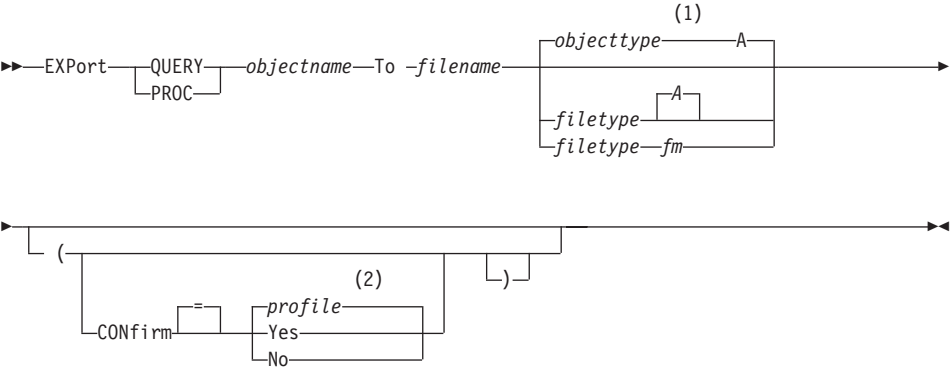 (1)
objecttype A
EXPort QUERY objectname To filename
PROC
A
filetype
filetype fm
(
)
(2)
= profile
CONfirm Yes
No